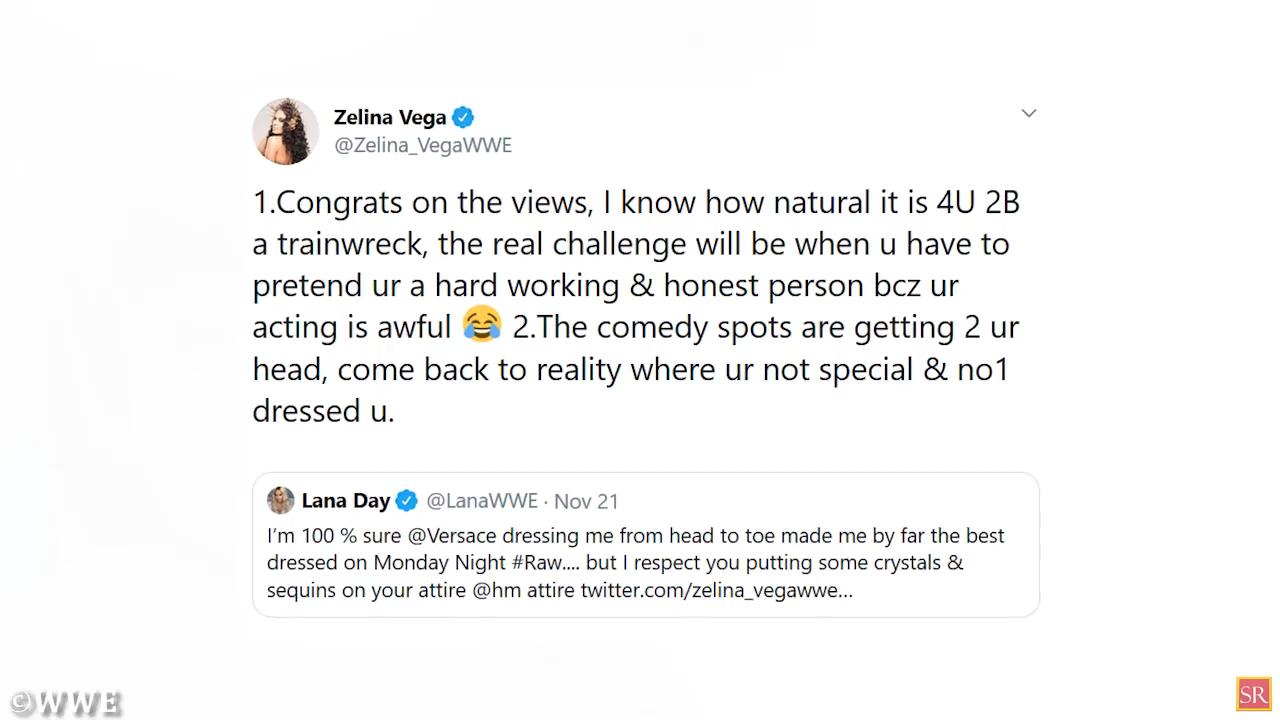 Zelina Vega
@Zelina_VegaWWE
1.Congrats on the views, I know how natural it is 4U 2B
a trainwreck, the real challenge will be when u have to
pretend ur a hard working & honest person bcz ur
acting is awful 😂 2.The comedy spots are getting 2 ur
head, come back to reality where ur not special & no1
dressed u.
Lana Day @LanaWWE · Nov 21
I'm 100 % sure @Versace dressing me from head to toe made me by far the best
dressed on Monday Night #Raw.... but I respect you putting some crystals &
sequins on your attire @hm attire twitter.com/zelina_vegawwe...
©WWE
SR